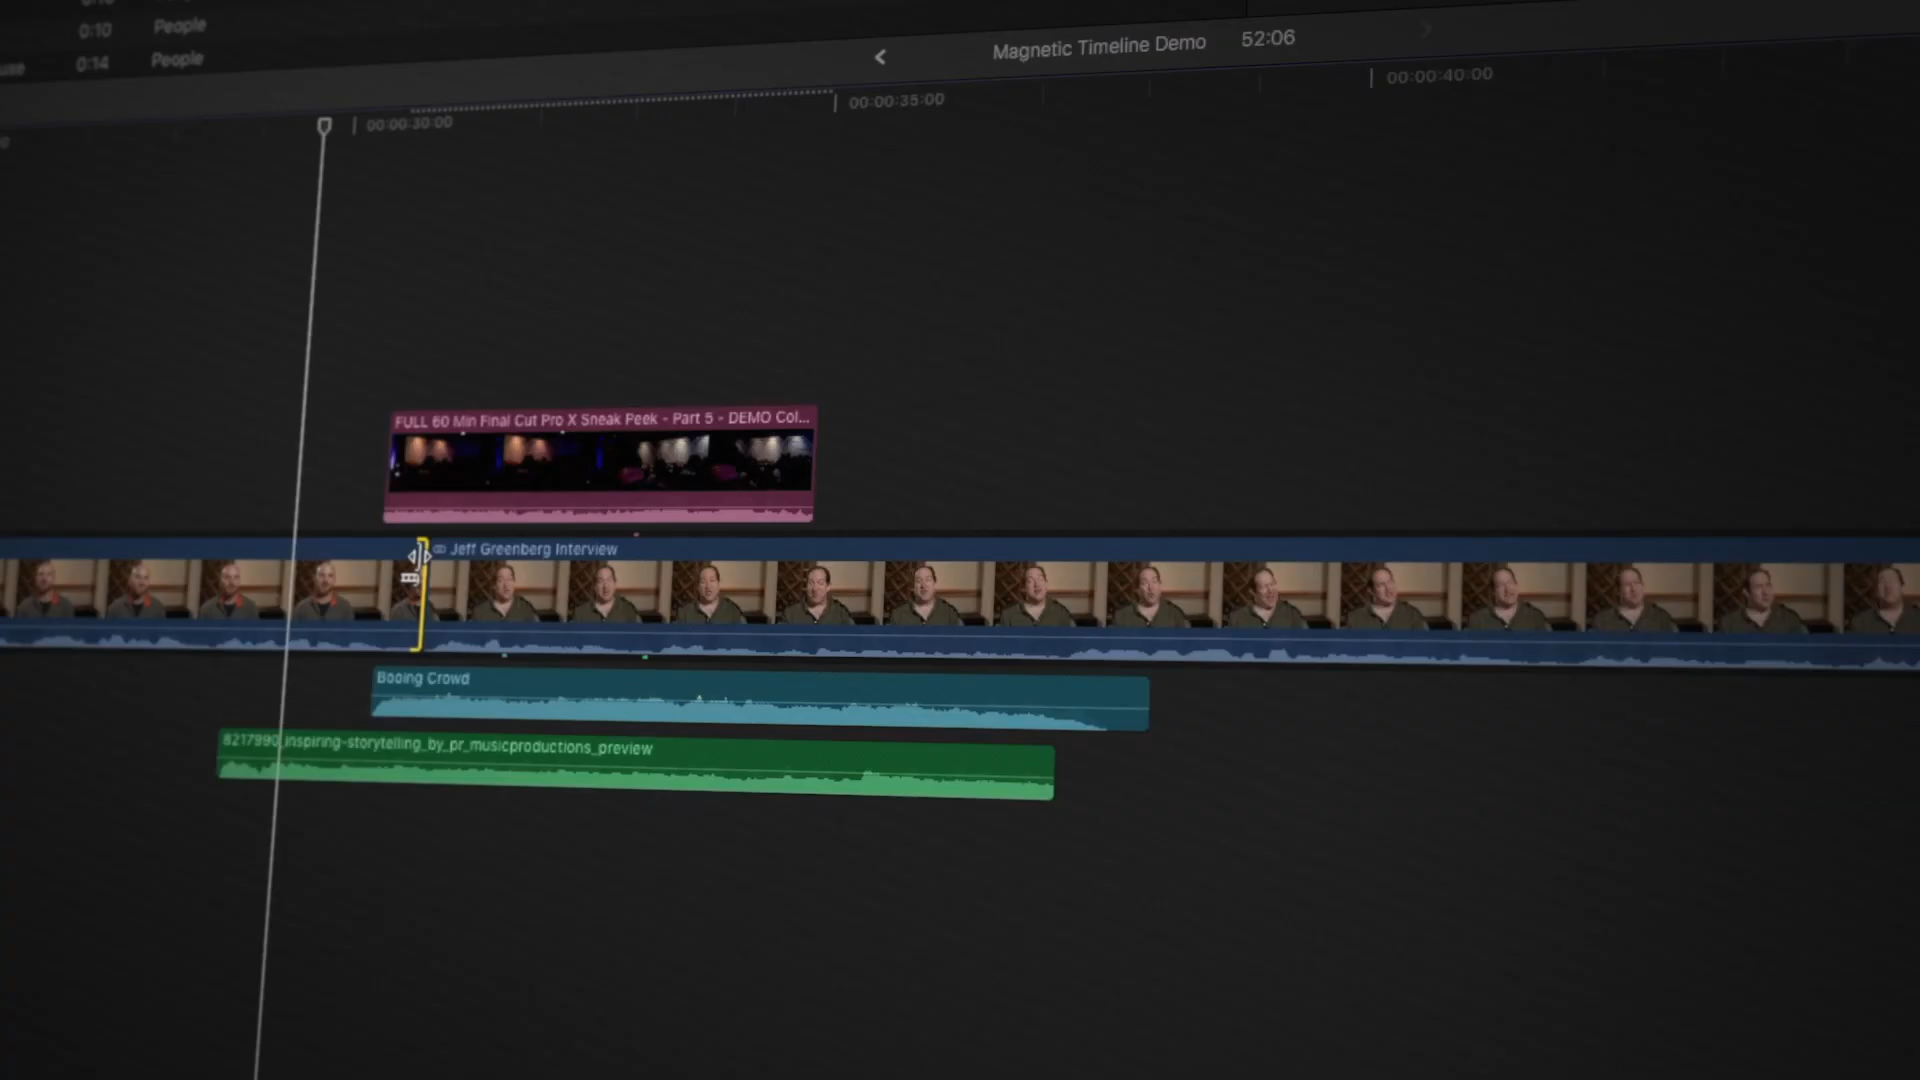 0:10 People
0:14 People
Magnetic Timeline Demo 52:06
00:00:30:00
00:00:35:00
00:00:40:00
FULL 60 Min Final Cut Pro X Sneak Peek - Part 5 - DEMO Col...
Jeff Greenberg Interview
Booing Crowd
8217990_inspiring-storytelling_by_pr_musicproductions_preview